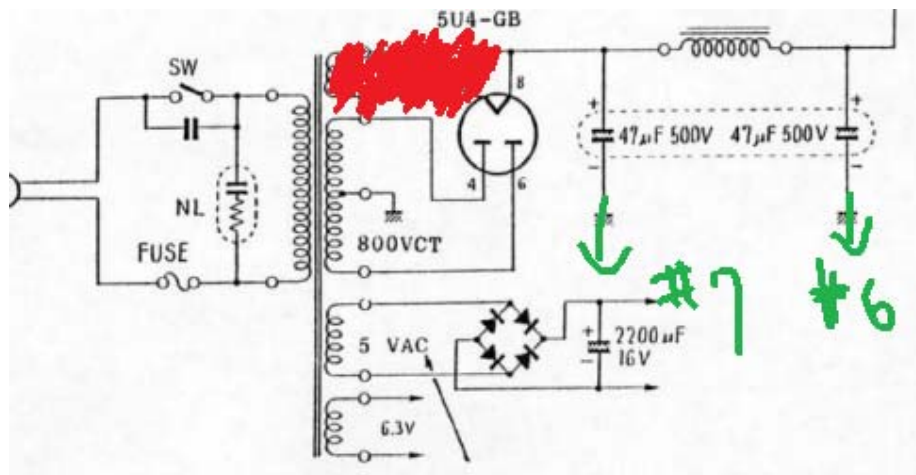 5U4-GB
SW
8
47µF 500V 47µF 500V
4 6
NL
FUSE
800VCT
#7 #6
5 VAC
2200µF
16V
6.3V
+
-
+
-
+
-